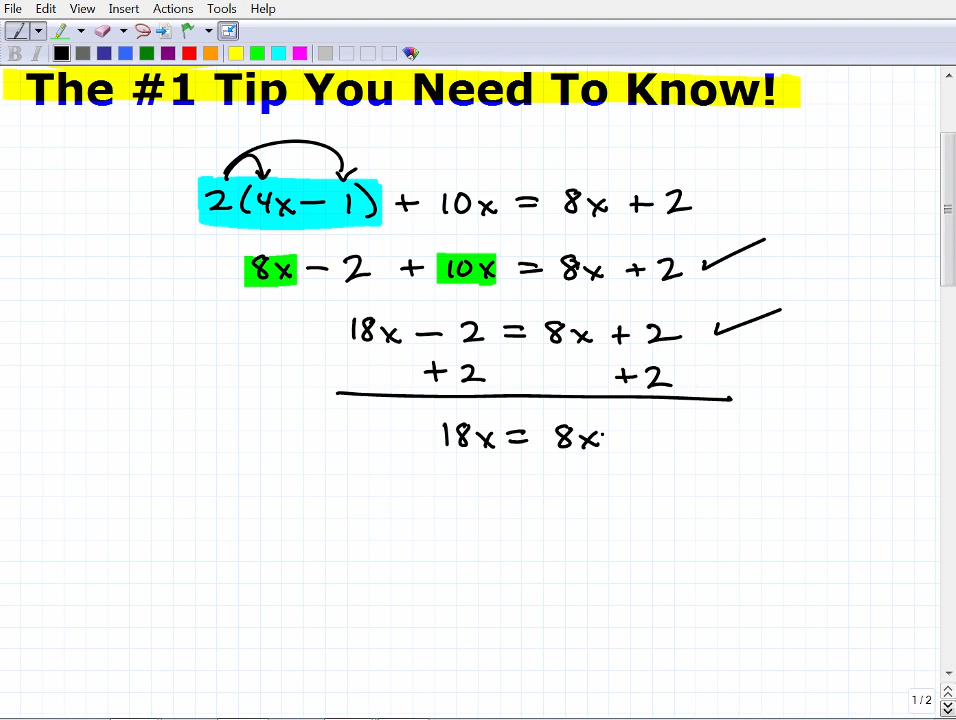 File Edit View Insert Actions Tools Help
B I
The #1 Tip You Need To Know!
2(4x − 1) + 10x = 8x + 2
8x − 2 + 10x = 8x + 2
18x − 2 = 8x + 2
+ 2 + 2
18x = 8x
1 / 2